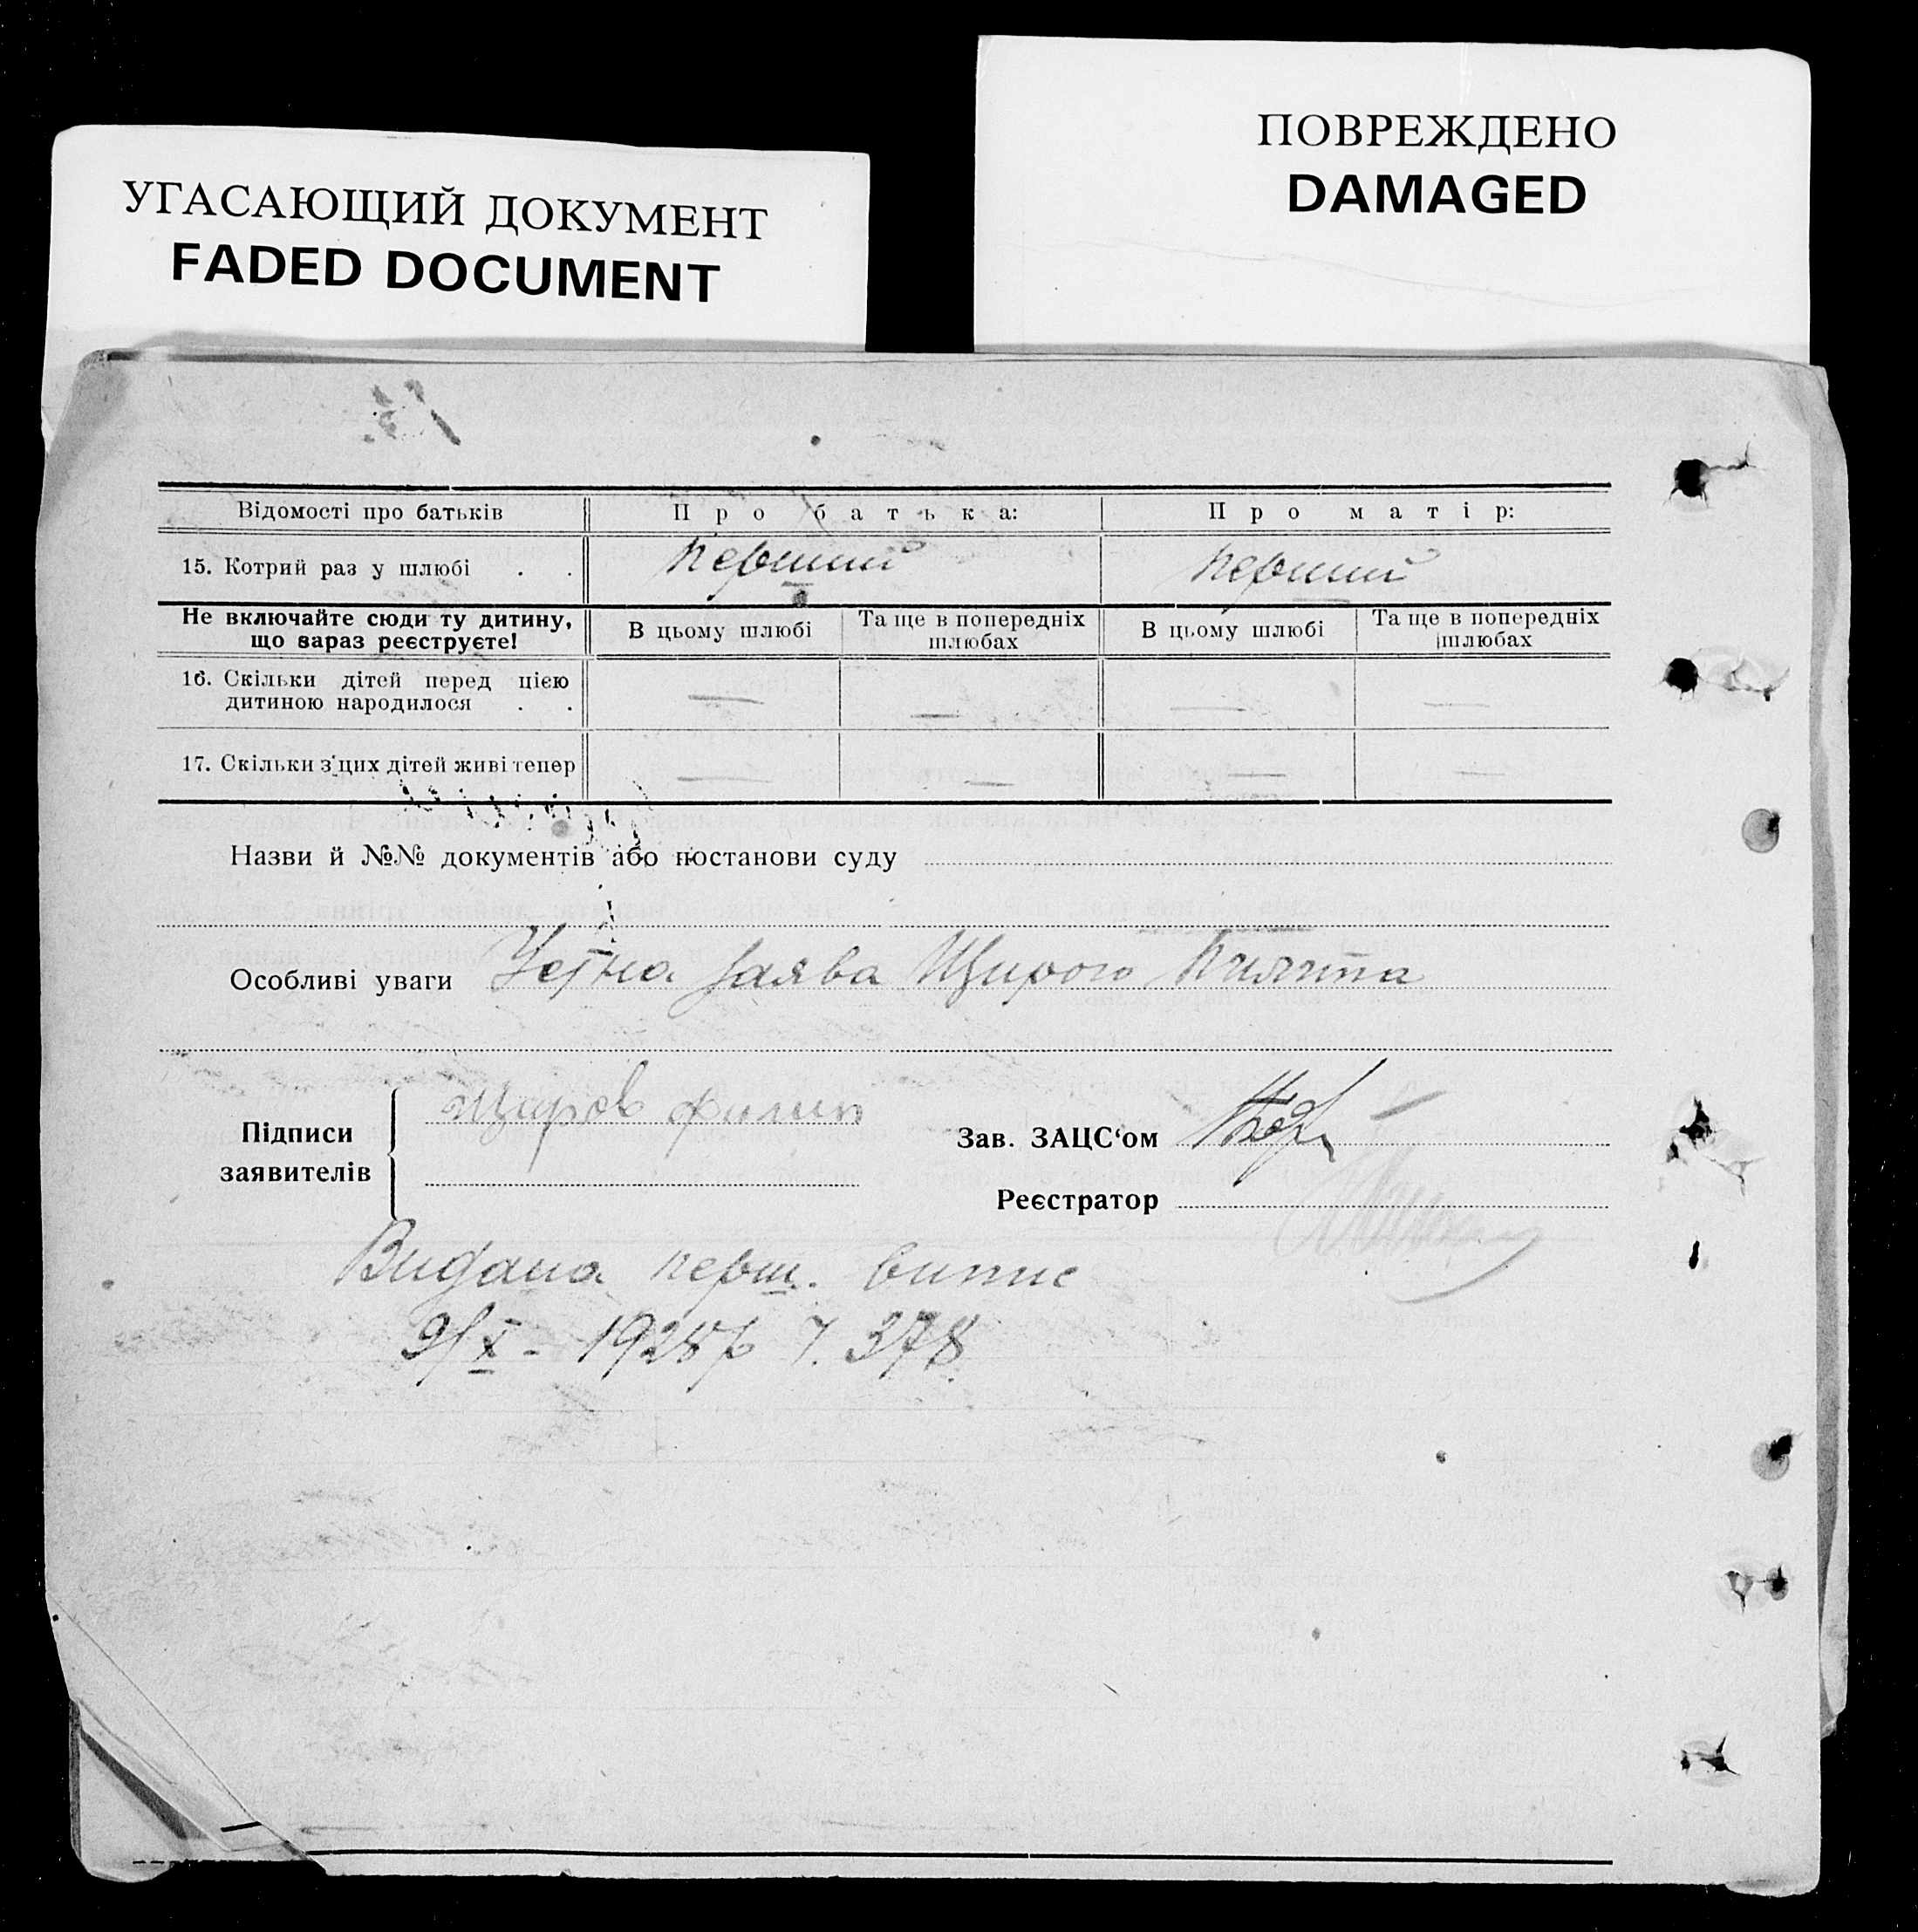 УГАСАЮЩИЙ ДОКУМЕНТ
FADED DOCUMENT
ПОВРЕЖДЕНО
DAMAGED
Відомості про батьків Про батька: Про матір:
15. Котрий раз у шлюбі . . перший перший
Не включайте сюди ту дитину, що зараз реєструєте! В цьому шлюбі Та ще в попередніх шлюбах В цьому шлюбі Та ще в попередніх шлюбах
16. Скільки дітей перед цією
дитиною народилося . . — — — —
17. Скільки з'цих дітей живі тепер — — — —
Назви й №№ документів або постанови суду
Особливі уваги Устна заява Щирого Пилипа
Підписи заявителів
Щиров Филип
Зав. ЗАЦС‘ом
Реєстратор
Видана перш. випис
9/X - 1928р Ч. 378